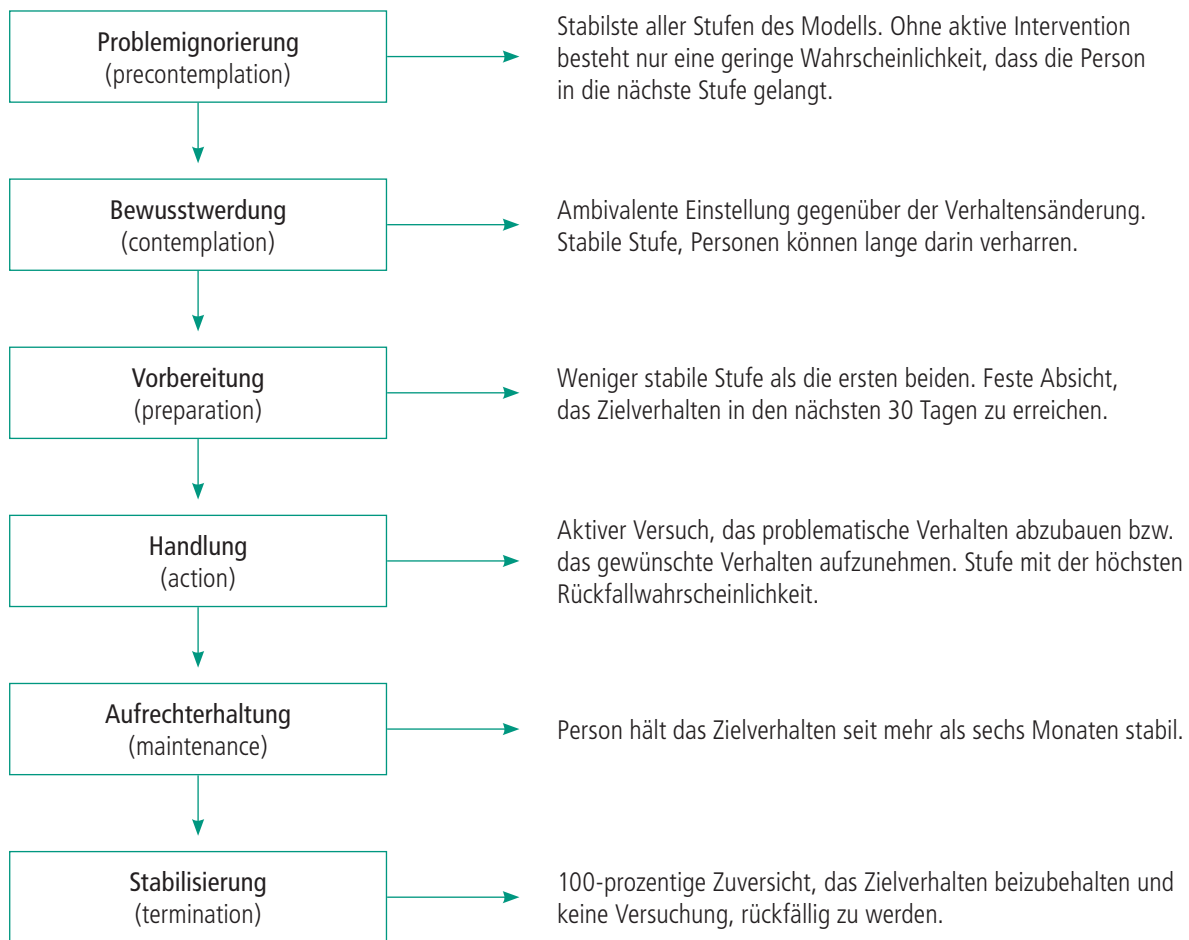 Problemignorierung
(precontemplation)
Stabilste aller Stufen des Modells. Ohne aktive Intervention
besteht nur eine geringe Wahrscheinlichkeit, dass die Person
in die nächste Stufe gelangt.
Bewusstwerdung
(contemplation)
Ambivalente Einstellung gegenüber der Verhaltensänderung.
Stabile Stufe, Personen können lange darin verharren.
Vorbereitung
(preparation)
Weniger stabile Stufe als die ersten beiden. Feste Absicht,
das Zielverhalten in den nächsten 30 Tagen zu erreichen.
Handlung
(action)
Aktiver Versuch, das problematische Verhalten abzubauen bzw.
das gewünschte Verhalten aufzunehmen. Stufe mit der höchsten
Rückfallwahrscheinlichkeit.
Aufrechterhaltung
(maintenance)
Person hält das Zielverhalten seit mehr als sechs Monaten stabil.
Stabilisierung
(termination)
100-prozentige Zuversicht, das Zielverhalten beizubehalten und
keine Versuchung, rückfällig zu werden.